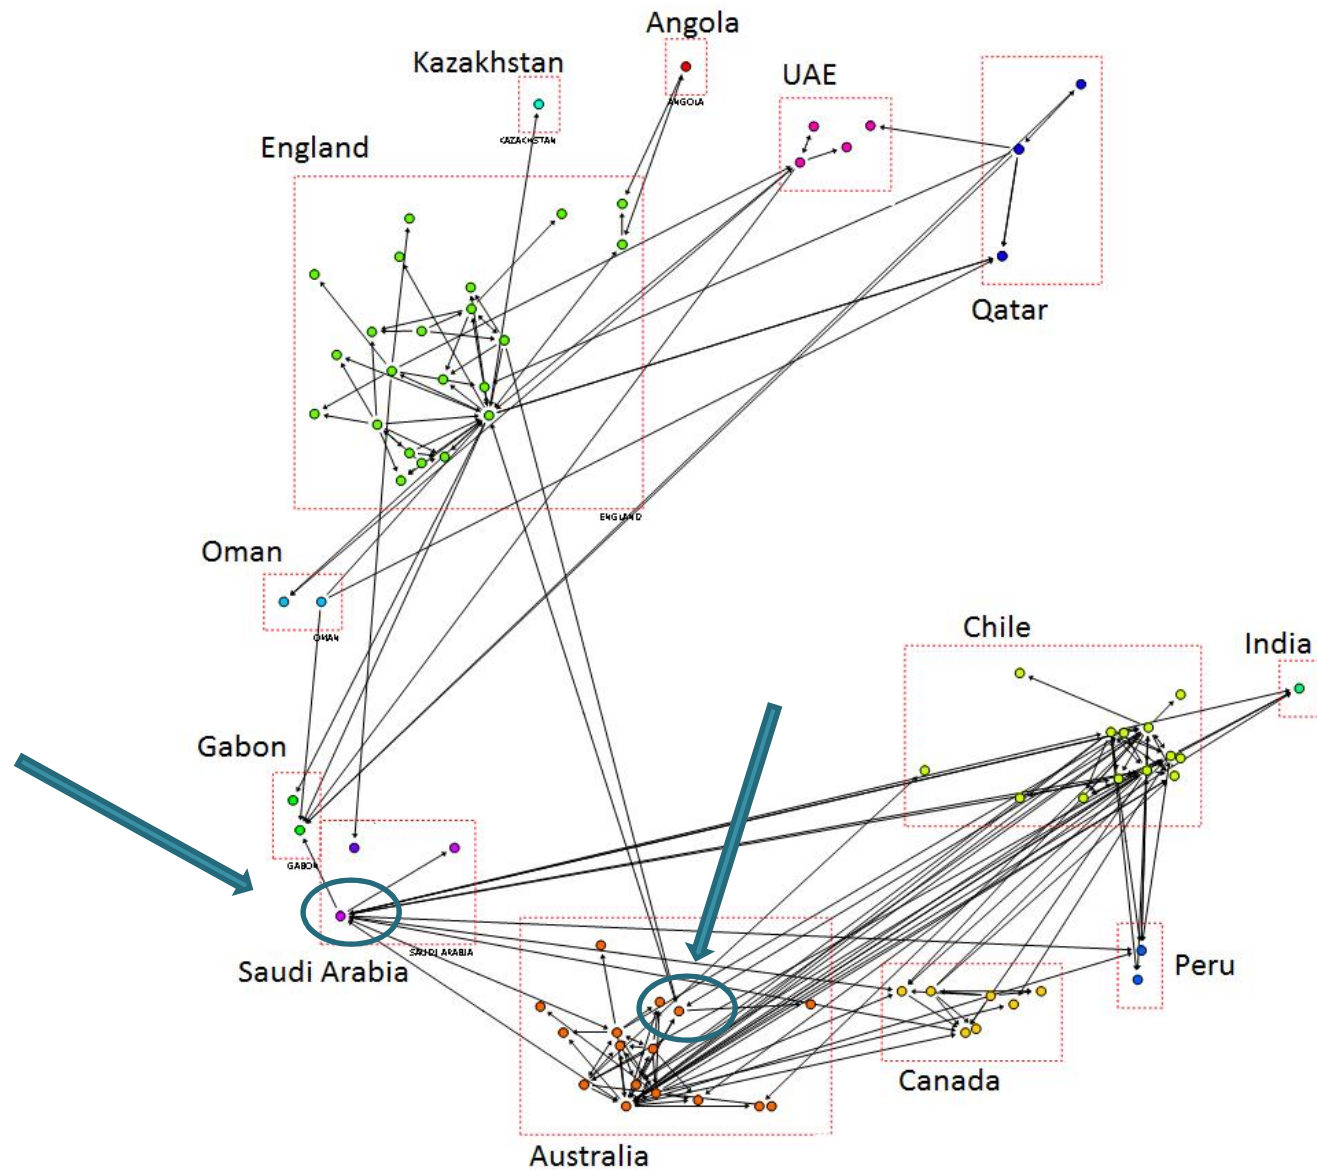 Angola
Kazakhstan
UAE
ANGOLA
KAZACHSTAN
England
Qatar
ENGLAND
Oman
OMAN
Chile
India
Gabon
GABON
SAUDI ARABIA
Saudi Arabia
Peru
Canada
Australia